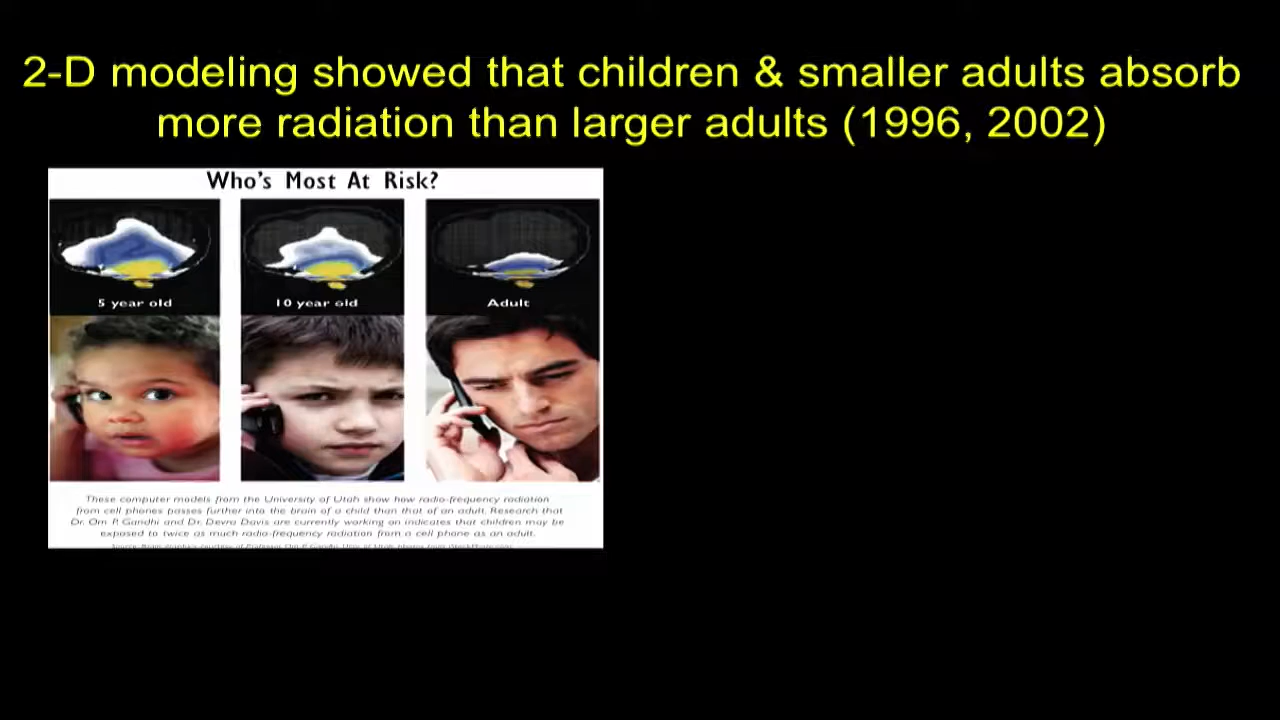 2-D modeling showed that children & smaller adults absorb
more radiation than larger adults (1996, 2002)
Who's Most At Risk?
5 year old
10 year old
Adult
These computer models from the University of Utah show how radio-frequency radiation
from cell phones passes further into the brain of a child than that of an adult. Research that
Dr. Om P. Gandhi and Dr. Devra Davis are currently working on indicates that children may be
exposed to twice as much radio-frequency radiation from a cell phone as an adult.